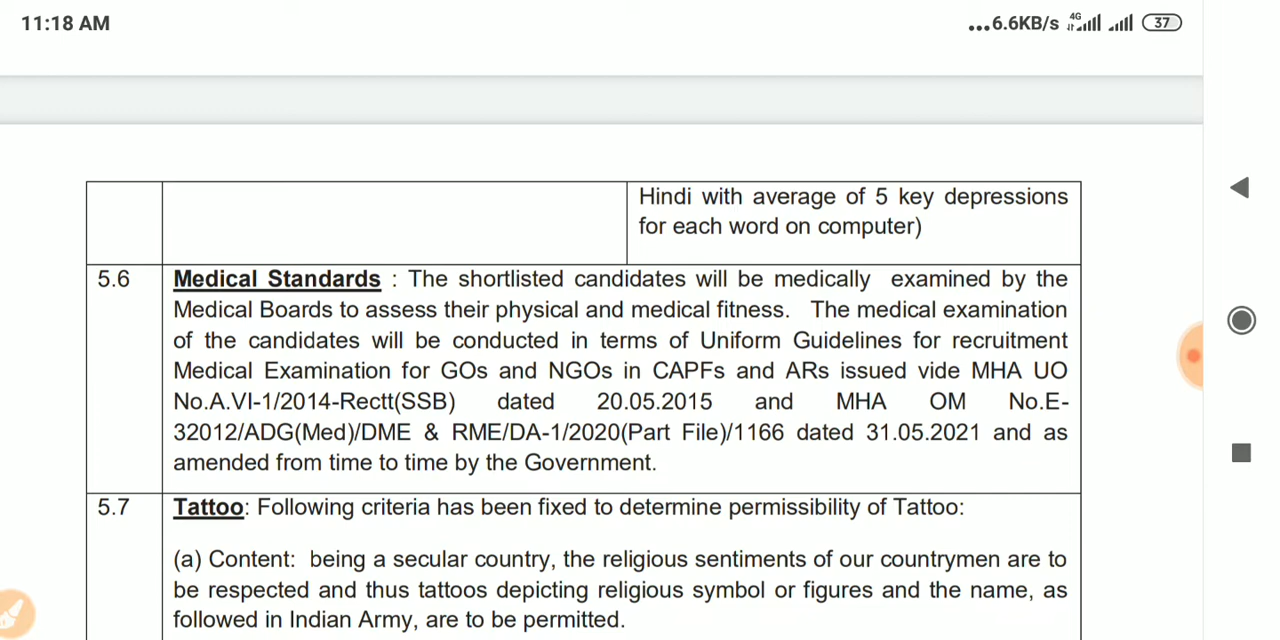 11:18 AM
...6.6KB/s 4G 37
Hindi with average of 5 key depressions
for each word on computer)
5.6
Medical Standards : The shortlisted candidates will be medically examined by the
Medical Boards to assess their physical and medical fitness. The medical examination
of the candidates will be conducted in terms of Uniform Guidelines for recruitment
Medical Examination for GOs and NGOs in CAPFs and ARs issued vide MHA UO
No.A.VI-1/2014-Rectt(SSB) dated 20.05.2015 and MHA OM No.E-
32012/ADG(Med)/DME & RME/DA-1/2020(Part File)/1166 dated 31.05.2021 and as
amended from time to time by the Government.
5.7
Tattoo: Following criteria has been fixed to determine permissibility of Tattoo:
(a) Content: being a secular country, the religious sentiments of our countrymen are to
be respected and thus tattoos depicting religious symbol or figures and the name, as
followed in Indian Army, are to be permitted.